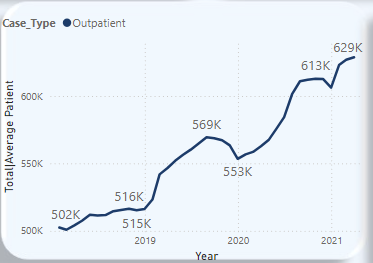 Case_Type Outpatient
629K
613K
600K
569K
Total|Average Patient
550K
553K
516K
502K
515K
500K
2019 2020 2021
Year